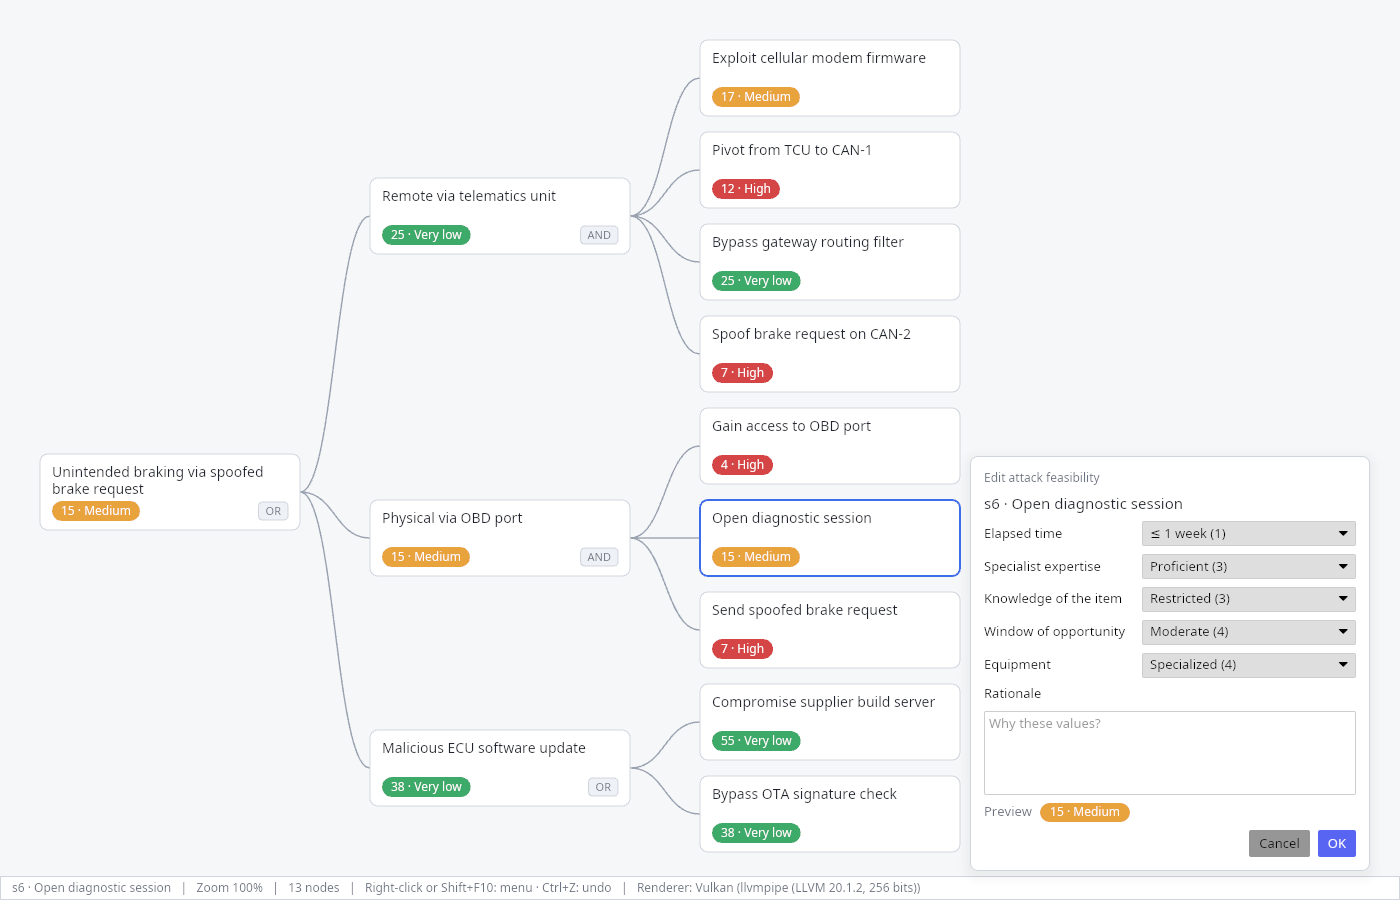 Exploit cellular modem firmware
17 · Medium
Pivot from TCU to CAN-1
12 · High
Remote via telematics unit
25 · Very low
AND
Bypass gateway routing filter
25 · Very low
Spoof brake request on CAN-2
7 · High
Gain access to OBD port
4 · High
Unintended braking via spoofed
brake request
15 · Medium
OR
Physical via OBD port
15 · Medium
AND
Open diagnostic session
15 · Medium
Send spoofed brake request
7 · High
Compromise supplier build server
55 · Very low
Malicious ECU software update
38 · Very low
OR
Bypass OTA signature check
38 · Very low
Edit attack feasibility
s6 · Open diagnostic session
Elapsed time
≤ 1 week (1)
Specialist expertise
Proficient (3)
Knowledge of the item
Restricted (3)
Window of opportunity
Moderate (4)
Equipment
Specialized (4)
Rationale
Why these values?
Preview
15 · Medium
Cancel
OK
s6 · Open diagnostic session | Zoom 100% | 13 nodes | Right-click or Shift+F10: menu · Ctrl+Z: undo | Renderer: Vulkan (llvmpipe (LLVM 20.1.2, 256 bits))